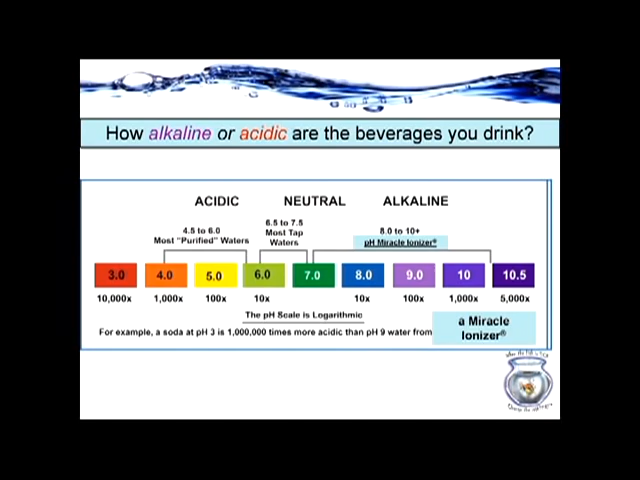 How alkaline or acidic are the beverages you drink?
ACIDIC NEUTRAL ALKALINE
4.5 to 6.0
Most "Purified" Waters
6.5 to 7.5
Most Tap
Waters
8.0 to 10+
pH Miracle Ionizer®
3.0 4.0 5.0 6.0 7.0 8.0 9.0 10 10.5
10,000x 1,000x 100x 10x 10x 100x 1,000x 5,000x
The pH Scale is Logarithmic
For example, a soda at pH 3 is 1,000,000 times more acidic than pH 9 water from
a Miracle
Ionizer®